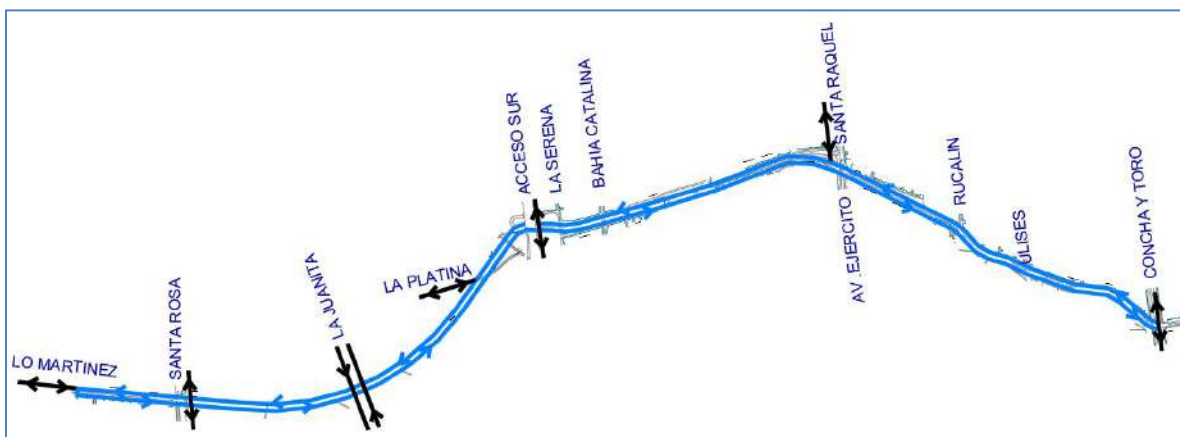 LO MARTINEZ
SANTA ROSA
LA JUANITA
LA PLATINA
ACCESO SUR
LA SERENA
BAHIA CATALINA
SANTA RAQUEL
AV. EJERCITO
RUCALIN
ULISES
CONCHA Y TORO